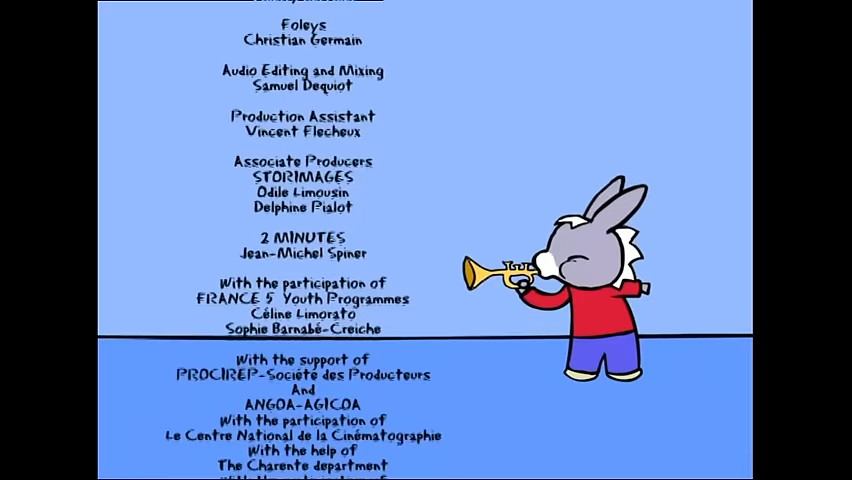 Foleys
Christian Germain
Audio Editing and Mixing
Samuel Dequiot
Production Assistant
Vincent Flecheux
Associate Producers
STORIMAGES
Odile Limousin
Delphine Pialot
2 MINUTES
Jean-Michel Spiner
With the participation of
FRANCE 5 Youth Programmes
Céline Limorato
Sophie Barnabé-Creiche
With the support of
PROCIREP-Société des Producteurs
And
ANGOA-AGICOA
With the participation of
Le Centre National de la Cinématographie
With the help of
The Charente department